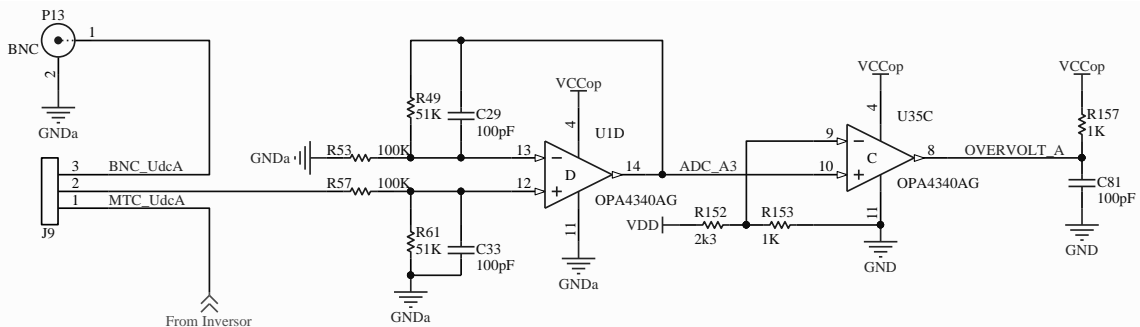 P13
1
BNC
2
GNDa
J9
3
BNC_UdcA
2
1
MTC_UdcA
From Inversor
GNDa
R53
100K
R57
100K
R49
51K
C29
100pF
R61
51K
C33
100pF
GNDa
VCCop
4
U1D
13
12
D
14
OPA4340AG
11
GNDa
ADC_A3
VDD
R152
2k3
R153
1K
VCCop
4
U35C
9
10
C
8
OPA4340AG
11
GND
OVERVOLT_A
VCCop
R157
1K
C81
100pF
GND